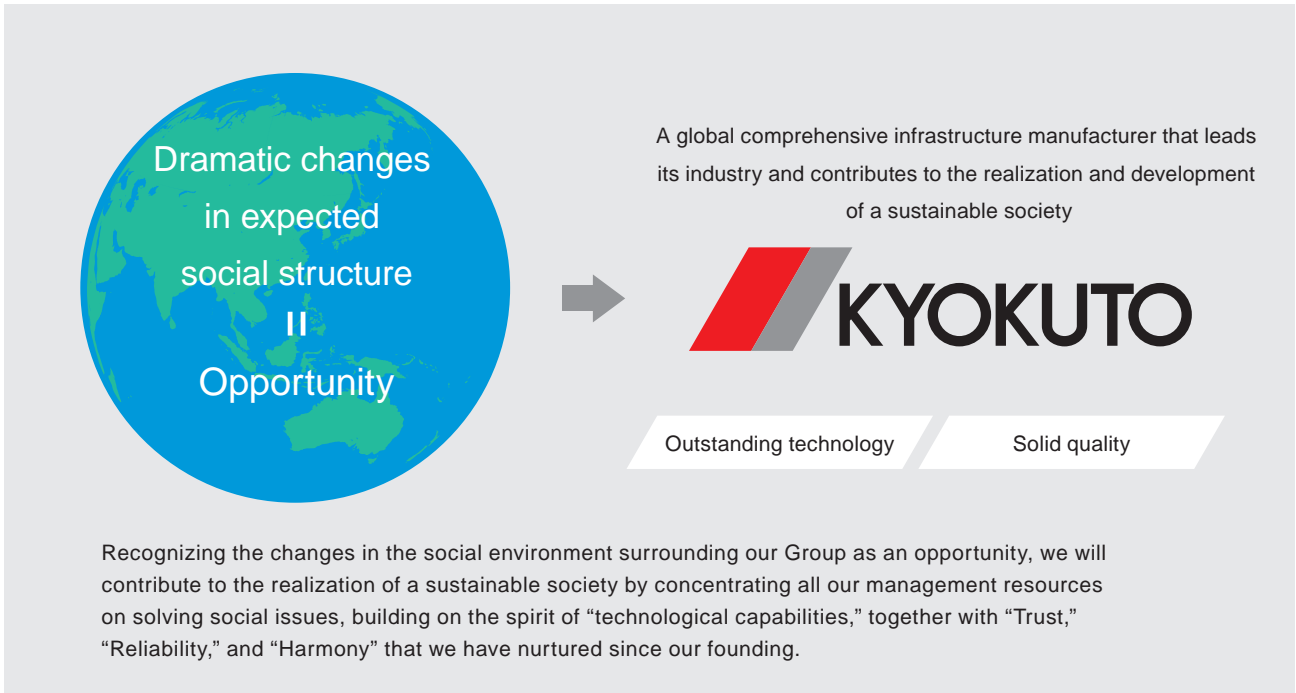 Dramatic changes
in expected
social structure
=
Opportunity
A global comprehensive infrastructure manufacturer that leads
its industry and contributes to the realization and development
of a sustainable society
KYOKUTO
Outstanding technology
Solid quality
Recognizing the changes in the social environment surrounding our Group as an opportunity, we will
contribute to the realization of a sustainable society by concentrating all our management resources
on solving social issues, building on the spirit of “technological capabilities,” together with “Trust,”
“Reliability,” and “Harmony” that we have nurtured since our founding.